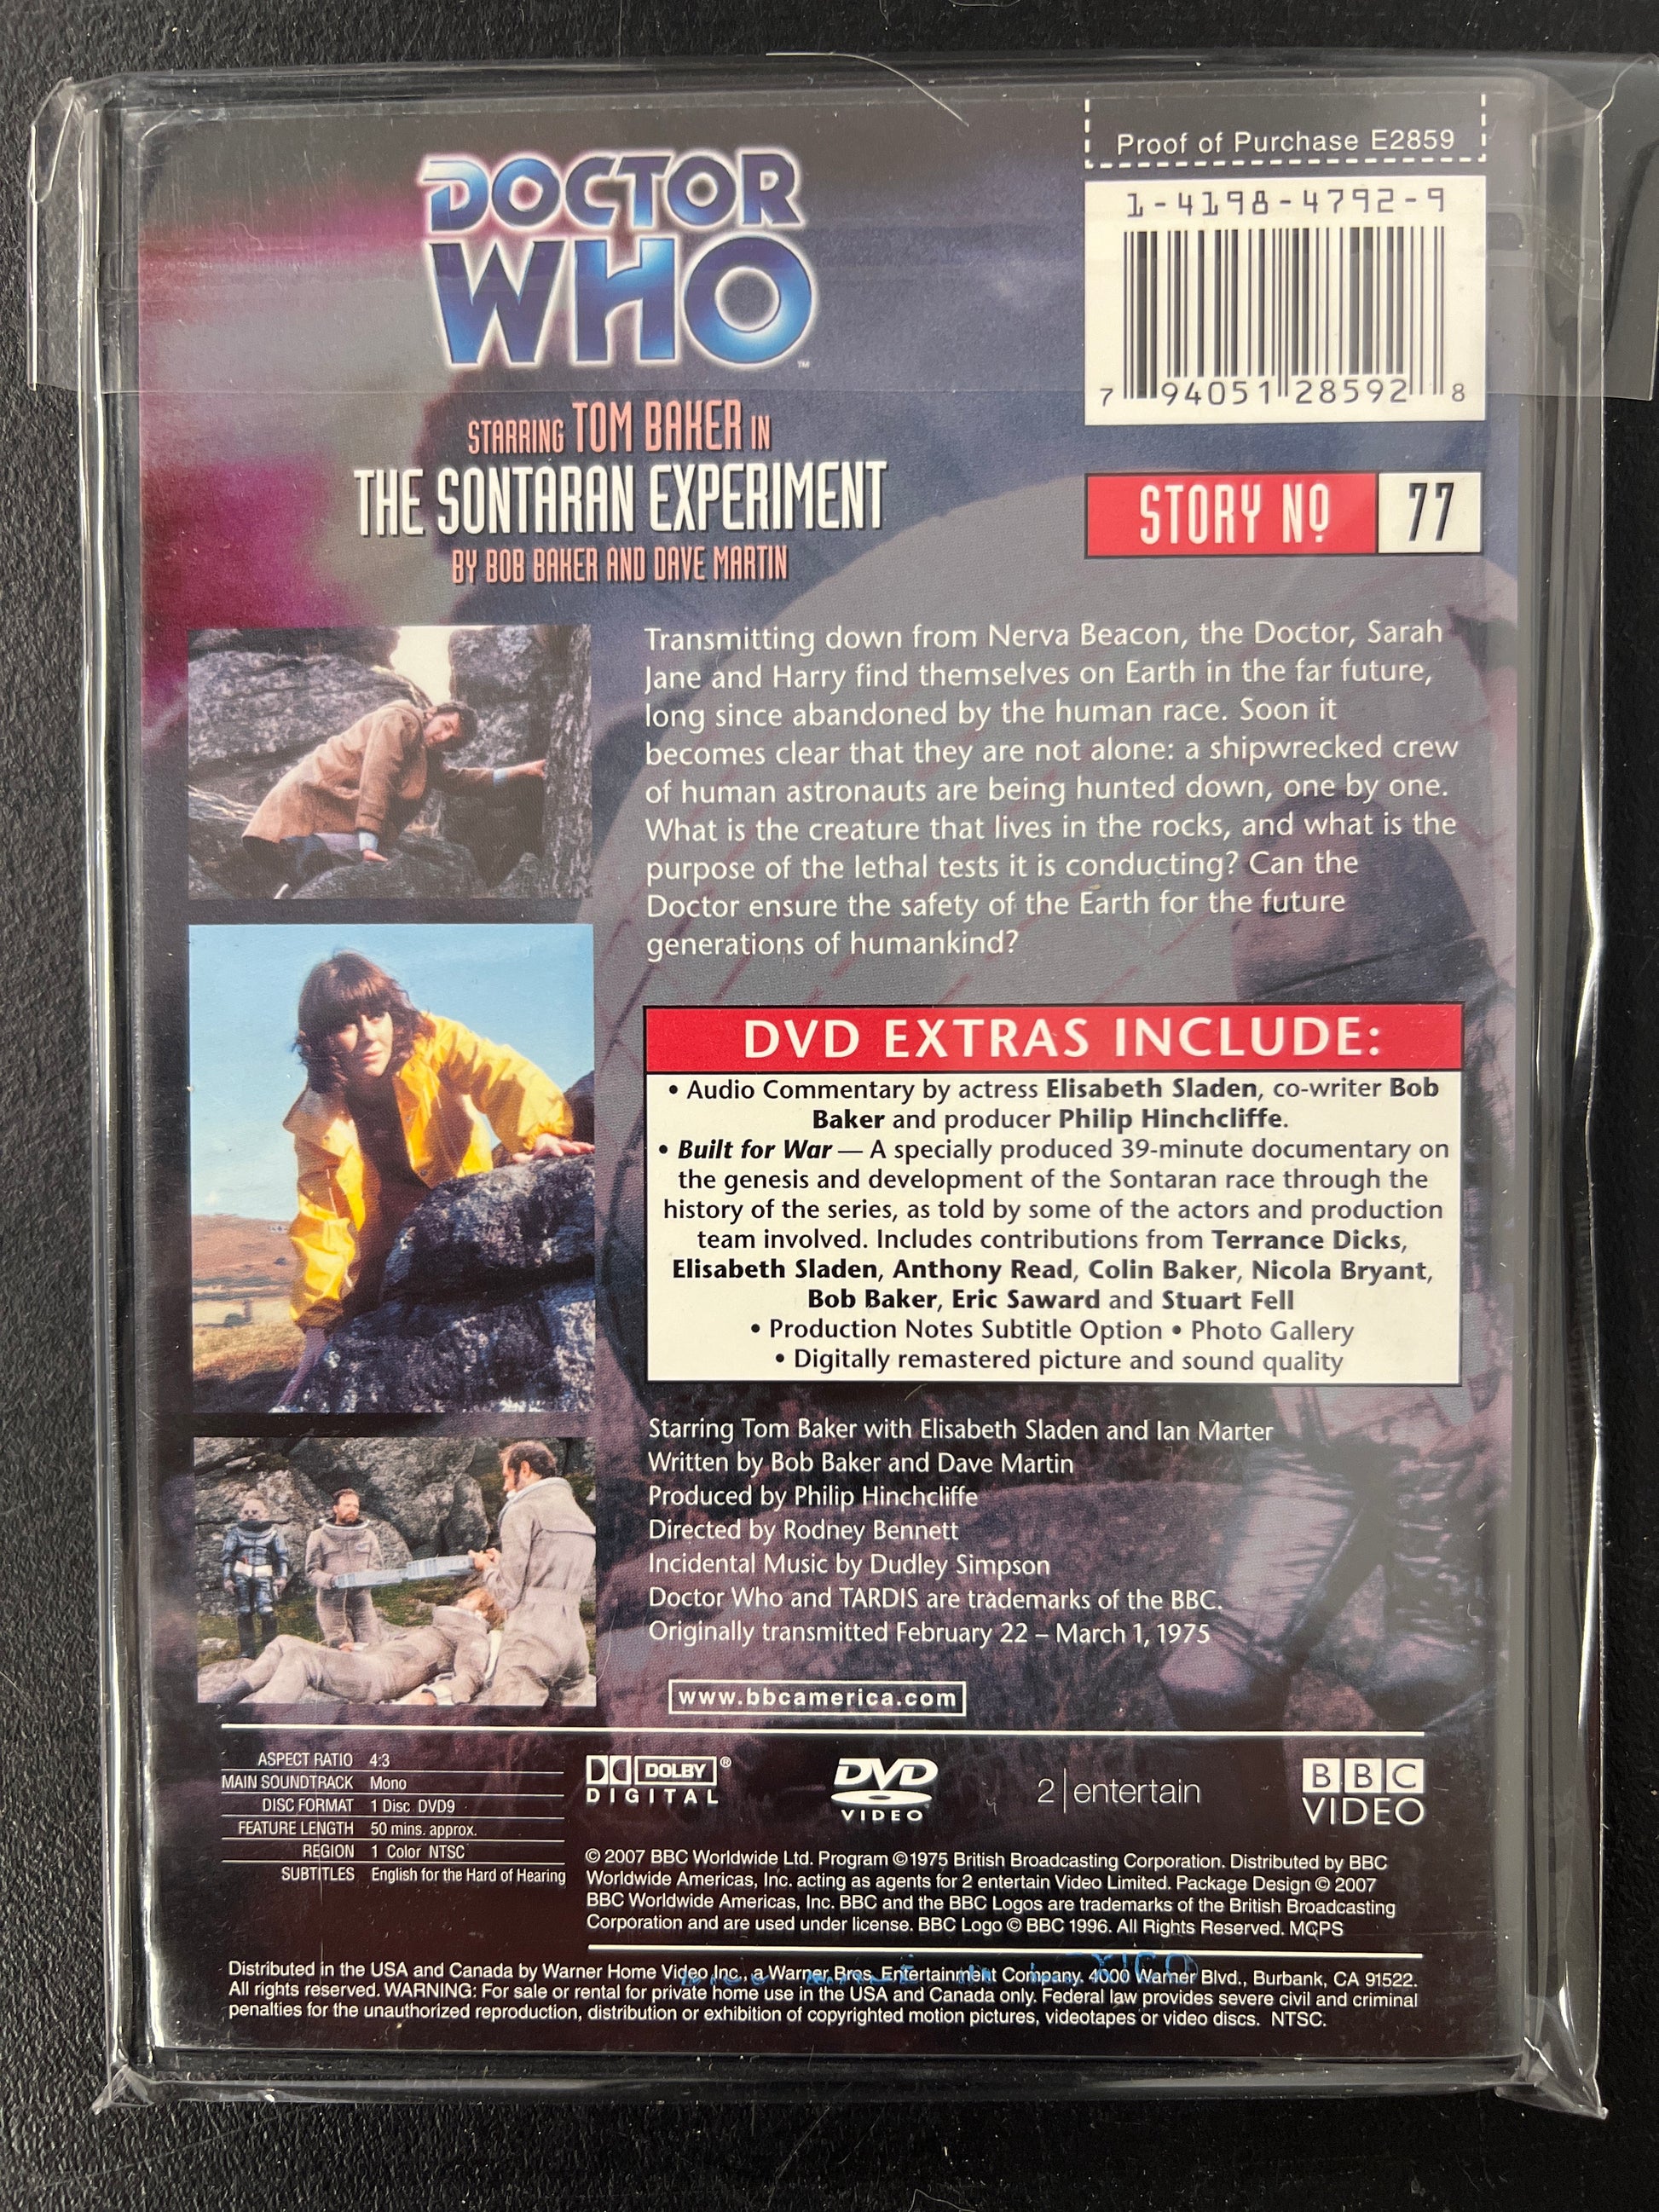 Proof of Purchase E2859
1-4198-4792-9
7 94051 28592 8
DOCTOR
WHO™
STARRING TOM BAKER IN
THE SONTARAN EXPERIMENT
BY BOB BAKER AND DAVE MARTIN
STORY Nº 77
Transmitting down from Nerva Beacon, the Doctor, Sarah
Jane and Harry find themselves on Earth in the far future,
long since abandoned by the human race. Soon it
becomes clear that they are not alone: a shipwrecked crew
of human astronauts are being hunted down, one by one.
What is the creature that lives in the rocks, and what is the
purpose of the lethal tests it is conducting? Can the
Doctor ensure the safety of the Earth for the future
generations of humankind?
DVD EXTRAS INCLUDE:
• Audio Commentary by actress Elisabeth Sladen, co-writer Bob
Baker and producer Philip Hinchcliffe.
• Built for War — A specially produced 39-minute documentary on
the genesis and development of the Sontaran race through the
history of the series, as told by some of the actors and production
team involved. Includes contributions from Terrance Dicks,
Elisabeth Sladen, Anthony Read, Colin Baker, Nicola Bryant,
Bob Baker, Eric Saward and Stuart Fell
• Production Notes Subtitle Option • Photo Gallery
• Digitally remastered picture and sound quality
Starring Tom Baker with Elisabeth Sladen and Ian Marter
Written by Bob Baker and Dave Martin
Produced by Philip Hinchcliffe
Directed by Rodney Bennett
Incidental Music by Dudley Simpson
Doctor Who and TARDIS are trademarks of the BBC.
Originally transmitted February 22 – March 1, 1975
www.bbcamerica.com
ASPECT RATIO 4:3
MAIN SOUNDTRACK Mono
DISC FORMAT 1 Disc DVD9
FEATURE LENGTH 50 mins. approx.
REGION 1 Color NTSC
SUBTITLES English for the Hard of Hearing
DOLBY®
DIGITAL
DVD
VIDEO
2|entertain
BBC
VIDEO
© 2007 BBC Worldwide Ltd. Program ©1975 British Broadcasting Corporation. Distributed by BBC
Worldwide Americas, Inc. acting as agents for 2 entertain Video Limited. Package Design © 2007
BBC Worldwide Americas, Inc. BBC and the BBC Logos are trademarks of the British Broadcasting
Corporation and are used under license. BBC Logo © BBC 1996. All Rights Reserved. MCPS
Distributed in the USA and Canada by Warner Home Video Inc., a Warner Bros. Entertainment Company. 4000 Warner Blvd., Burbank, CA 91522.
All rights reserved. WARNING: For sale or rental for private home use in the USA and Canada only. Federal law provides severe civil and criminal
penalties for the unauthorized reproduction, distribution or exhibition of copyrighted motion pictures, videotapes or video discs. NTSC.